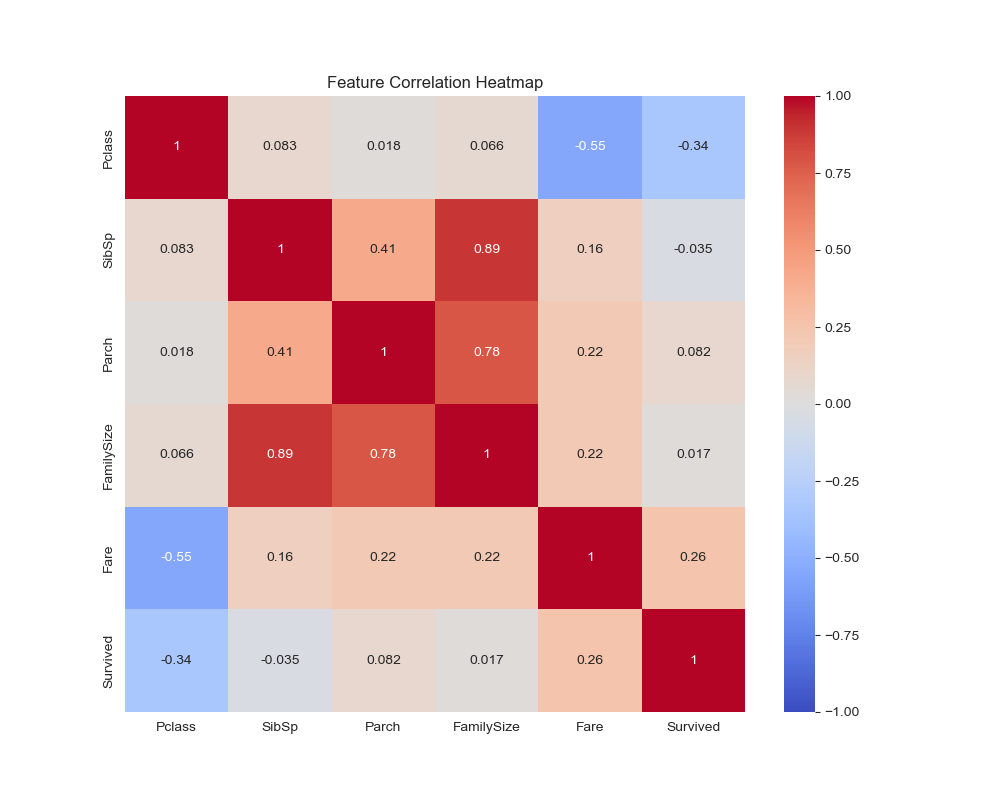 Feature Correlation Heatmap
Pclass 1 0.083 0.018 0.066 -0.55 -0.34
SibSp 0.083 1 0.41 0.89 0.16 -0.035
Parch 0.018 0.41 1 0.78 0.22 0.082
FamilySize 0.066 0.89 0.78 1 0.22 0.017
Fare -0.55 0.16 0.22 0.22 1 0.26
Survived -0.34 -0.035 0.082 0.017 0.26 1
Pclass SibSp Parch FamilySize Fare Survived
1.00
0.75
0.50
0.25
0.00
−0.25
−0.50
−0.75
−1.00